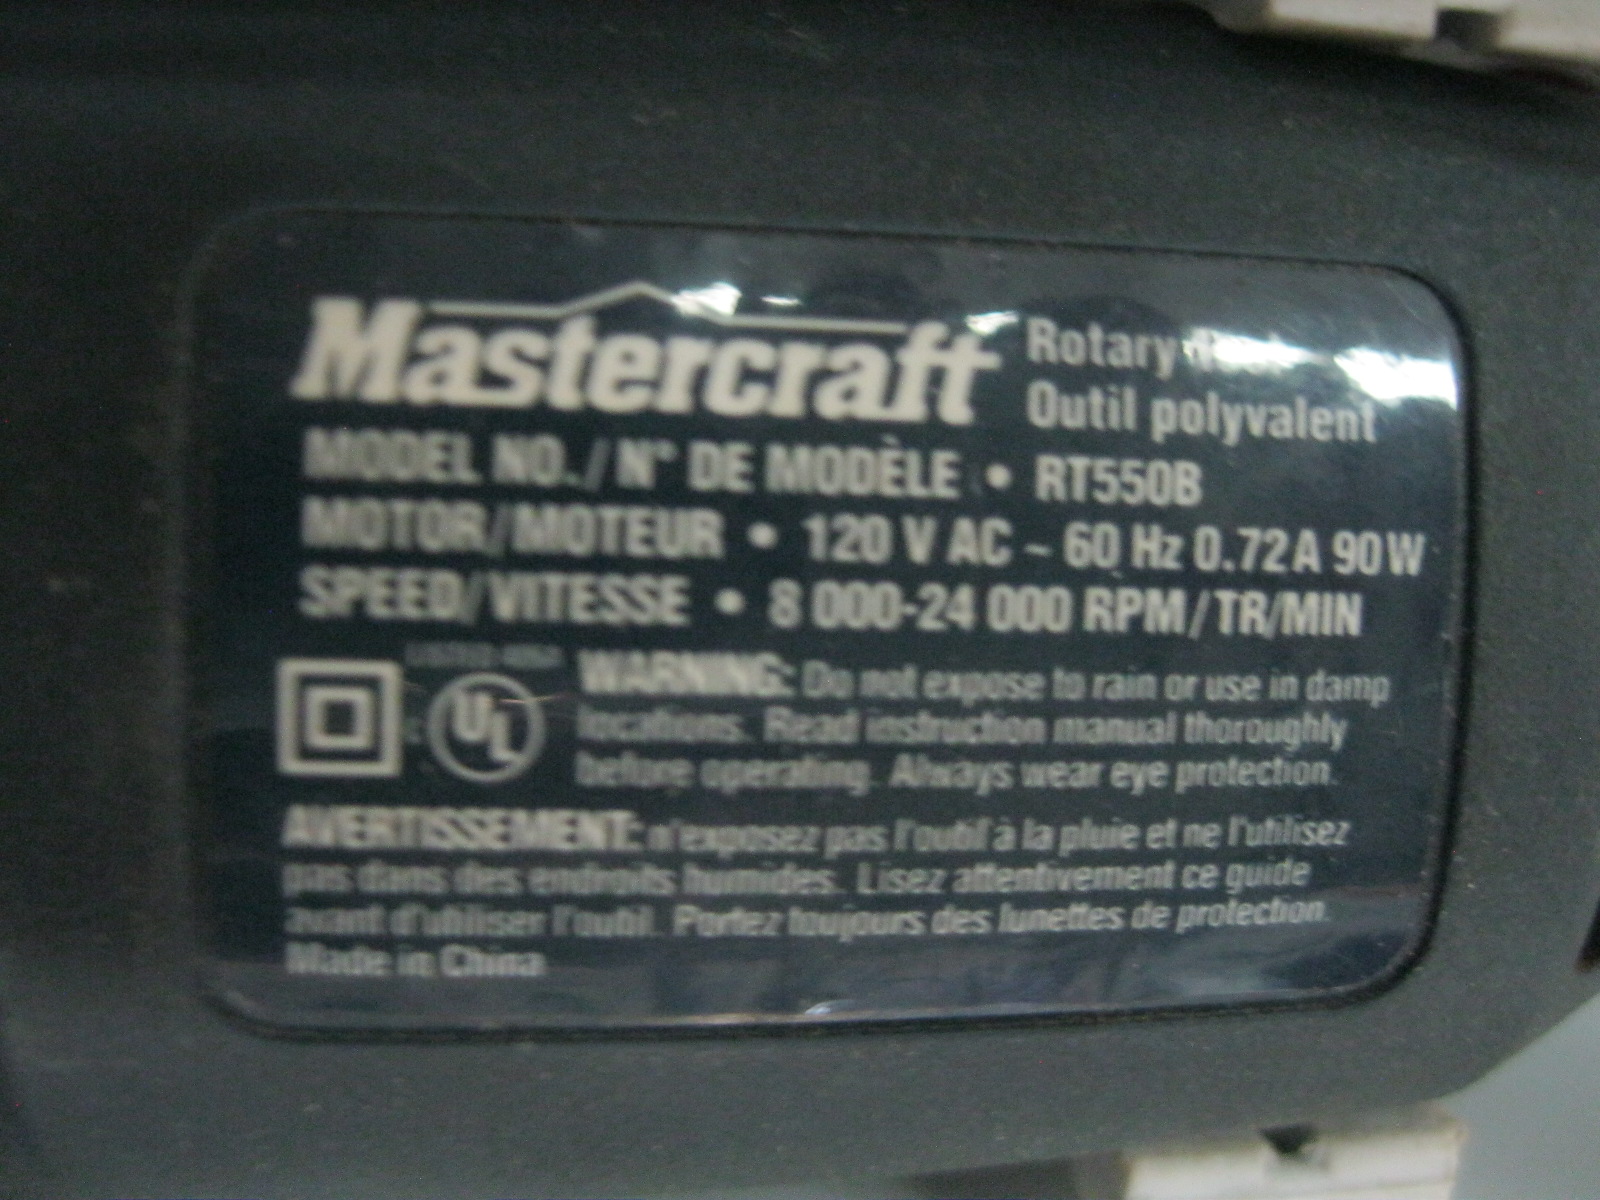 Mastercraft Rotary
Outil polyvalent
MODEL NO./N° DE MODÈLE • RT550B
MOTOR/MOTEUR • 120 V AC ~ 60 Hz 0.72A 90W
SPEED/VITESSE • 8 000-24 000 RPM/TR/MIN
UL
WARNING: Do not expose to rain or use in damp
locations. Read instruction manual thoroughly
before operating. Always wear eye protection.
AVERTISSEMENT: n'exposez pas l'outil à la pluie et ne l'utilisez
pas dans des endroits humides. Lisez attentivement ce guide
avant d'utiliser l'outil. Portez toujours des lunettes de protection.
Made in China